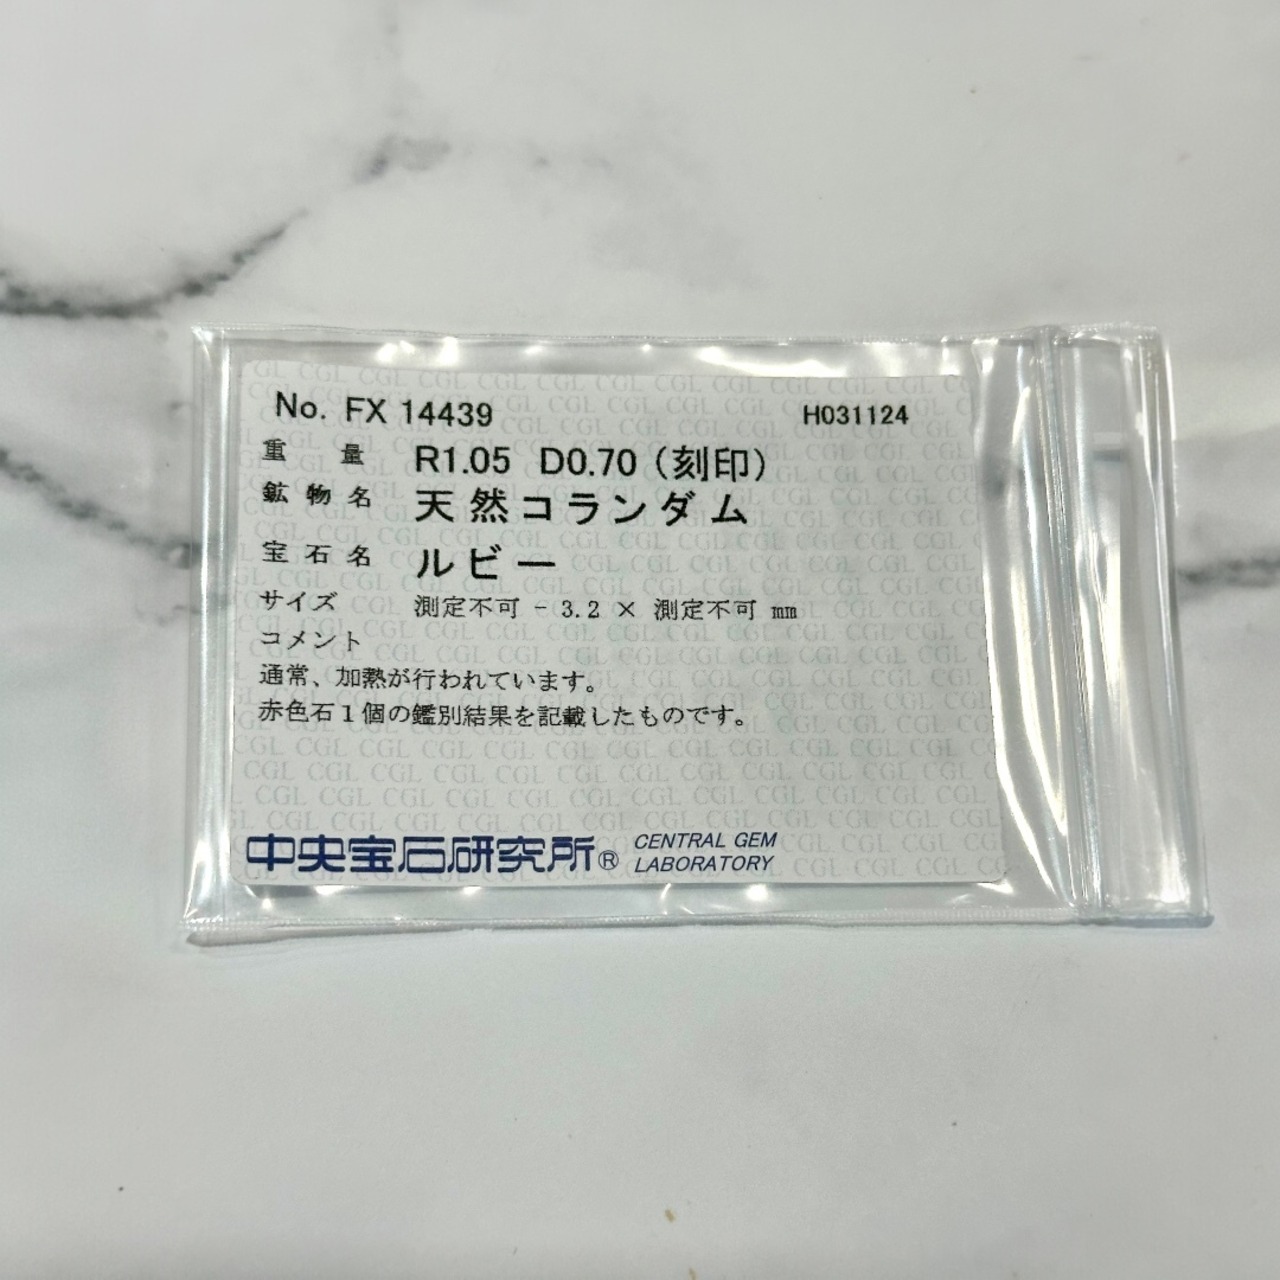 No. FX 14439 H031124
重量 R1.05 D0.70 (刻印)
鉱物名 天然コランダム
宝石名 ルビー
サイズ 測定不可 - 3.2 × 測定不可 mm
コメント
通常、加熱が行われています。
赤色石1個の鑑別結果を記載したものです。
中央宝石研究所® CENTRAL GEM LABORATORY